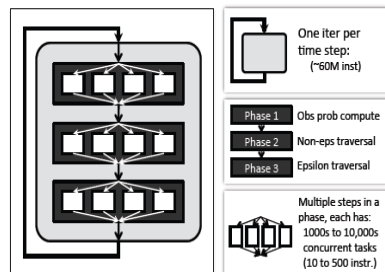 One iter per
time step:
(~60M inst)
Phase 1 Obs prob compute
Phase 2 Non-eps traversal
Phase 3 Epsilon traversal
Multiple steps in a
phase, each has:
1000s to 10,000s
concurrent tasks
(10 to 500 instr.)